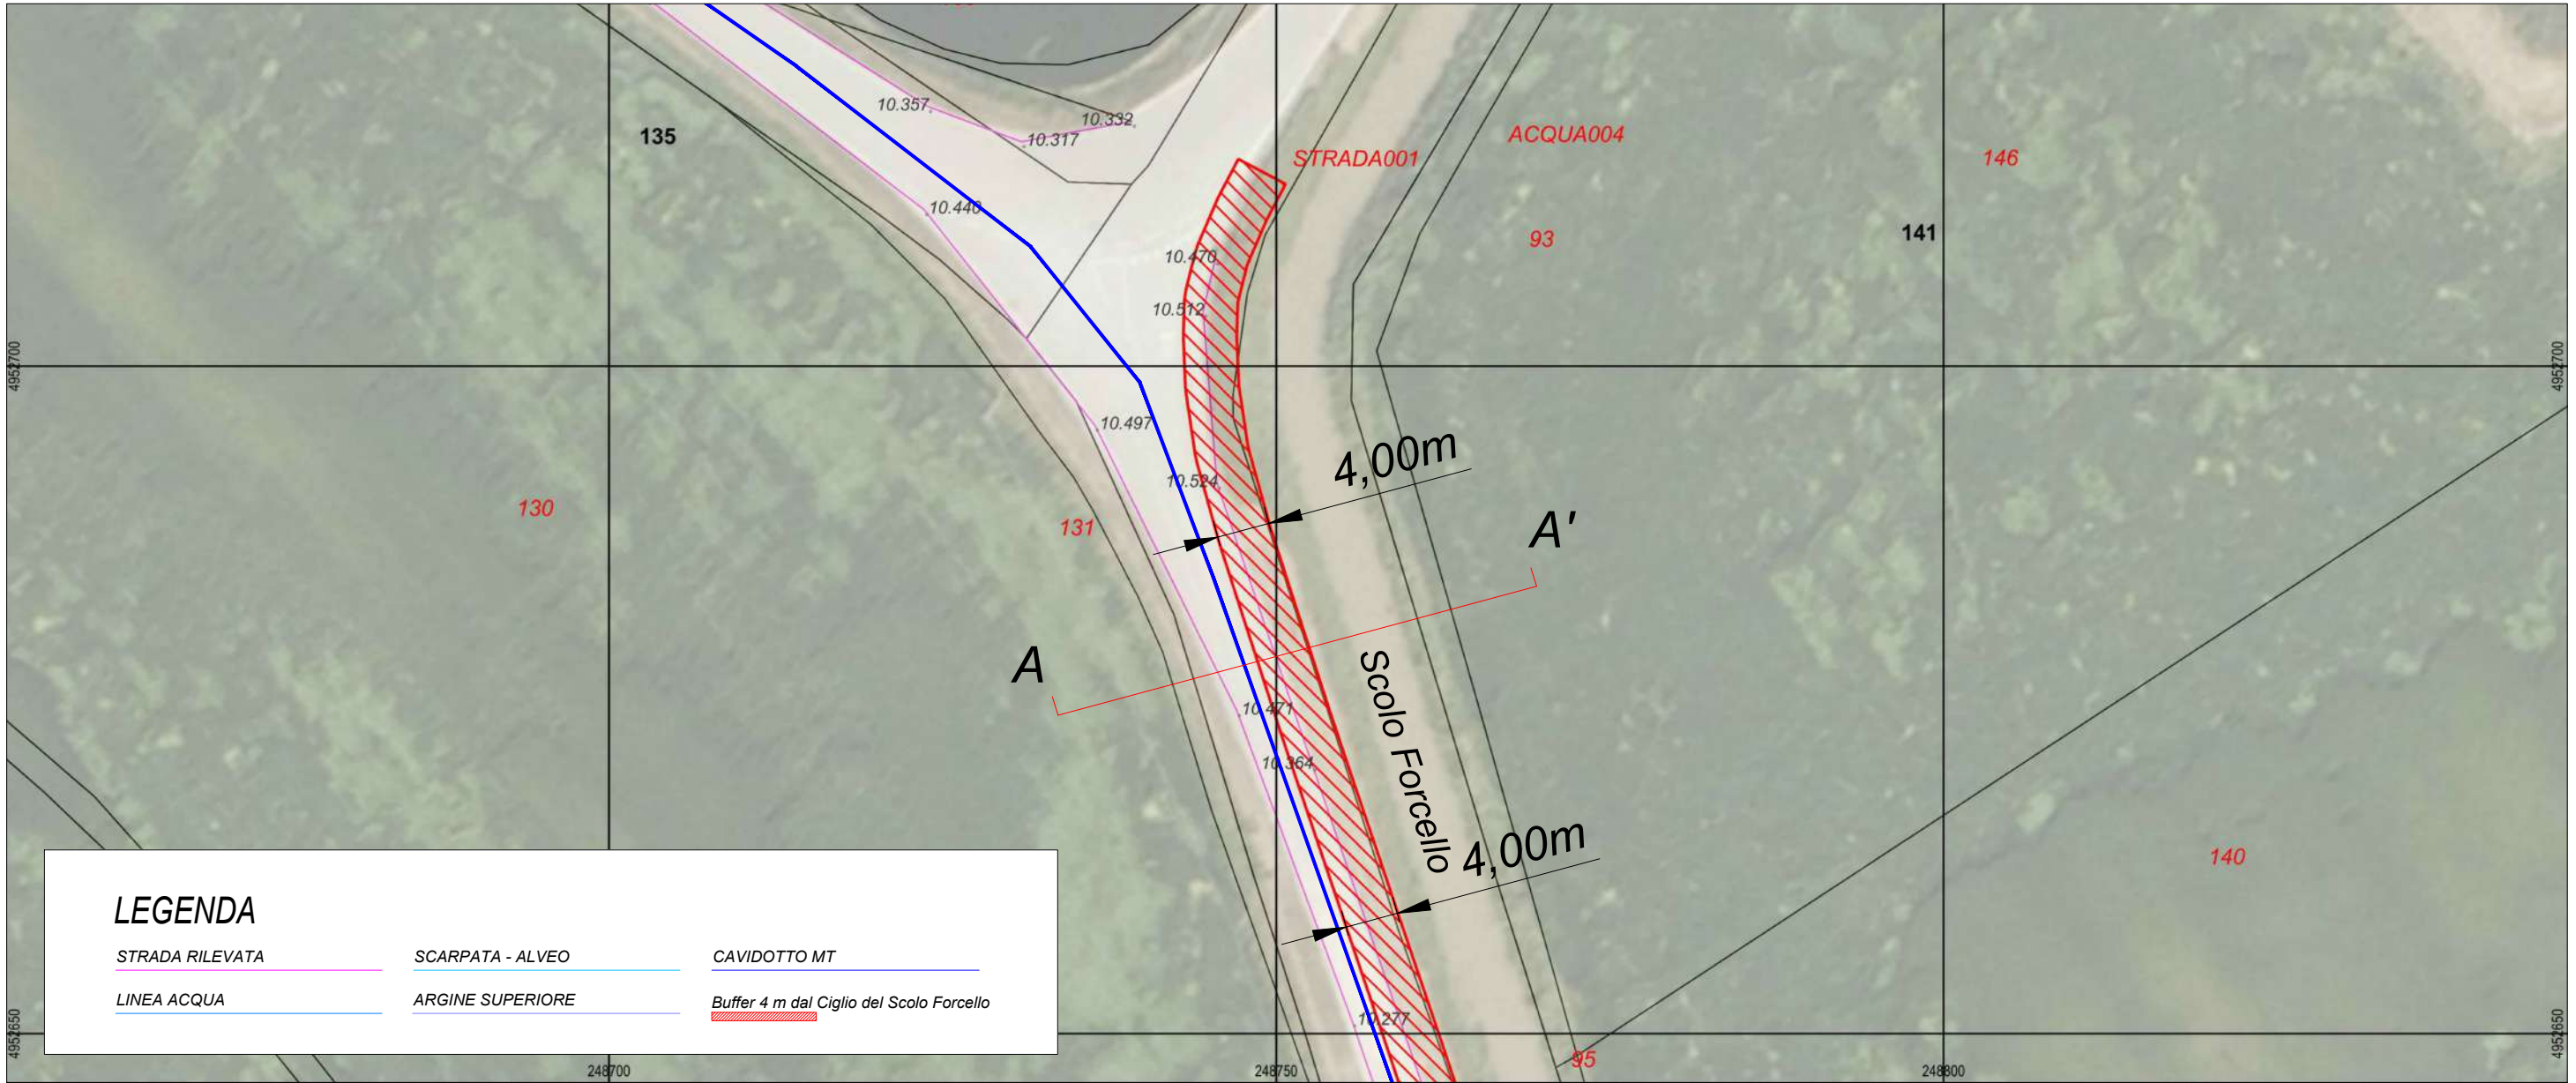 10.357
10.332
10.317
135
STRADA001
ACQUA004
146
10.440
93
141
10.470
10.512
4952700
4952700
10.497
4,00m
10.524
130
131
A'
A
Scolo Forcello
10.471
10.364
4,00m
140
LEGENDA
STRADA RILEVATA
SCARPATA - ALVEO
CAVIDOTTO MT
LINEA ACQUA
ARGINE SUPERIORE
Buffer 4 m dal Ciglio del Scolo Forcello
10.277
4952650
4952650
95
248700
248750
248800